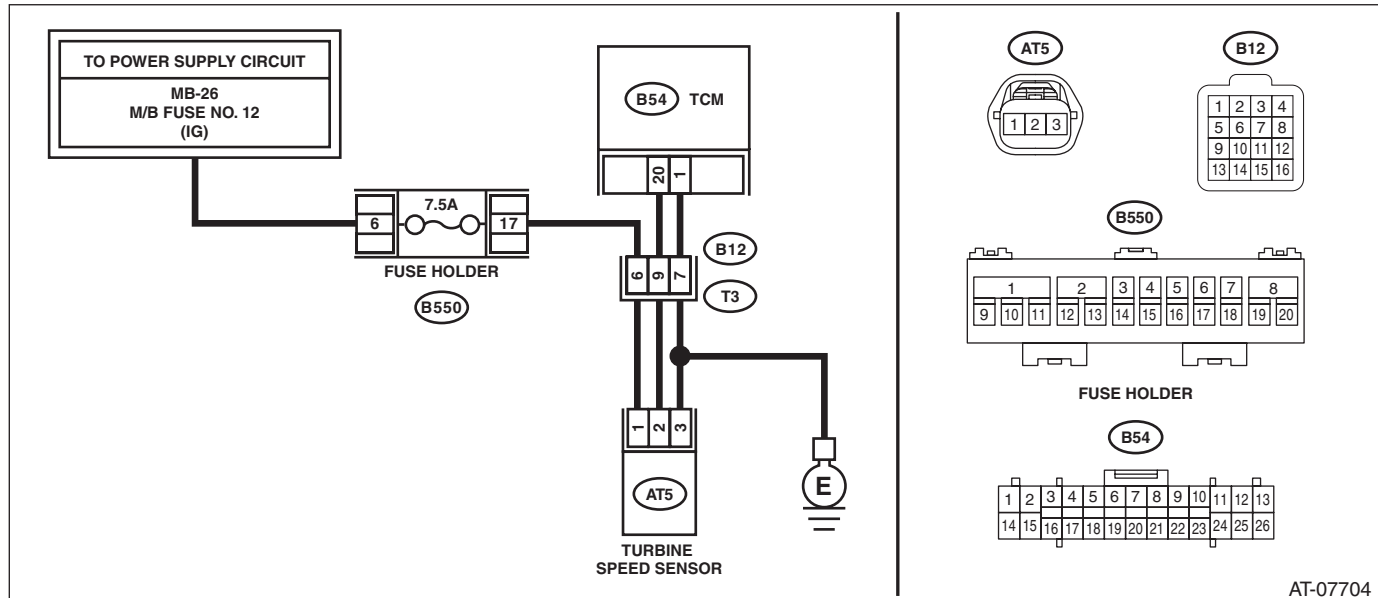 TO POWER SUPPLY CIRCUIT
MB-26
M/B FUSE NO. 12
(IG)
B54 TCM
20 1
7.5A
6 17
FUSE HOLDER
B550
B12
6 9 7
T3
1 2 3
AT5
TURBINE
SPEED SENSOR
E
AT5
1 2 3
B12
1 2 3 4
5 6 7 8
9 10 11 12
13 14 15 16
B550
1 2 3 4 5 6 7 8
9 10 11 12 13 14 15 16 17 18 19 20
FUSE HOLDER
B54
1 2 3 4 5 6 7 8 9 10 11 12 13
14 15 16 17 18 19 20 21 22 23 24 25 26
AT-07704